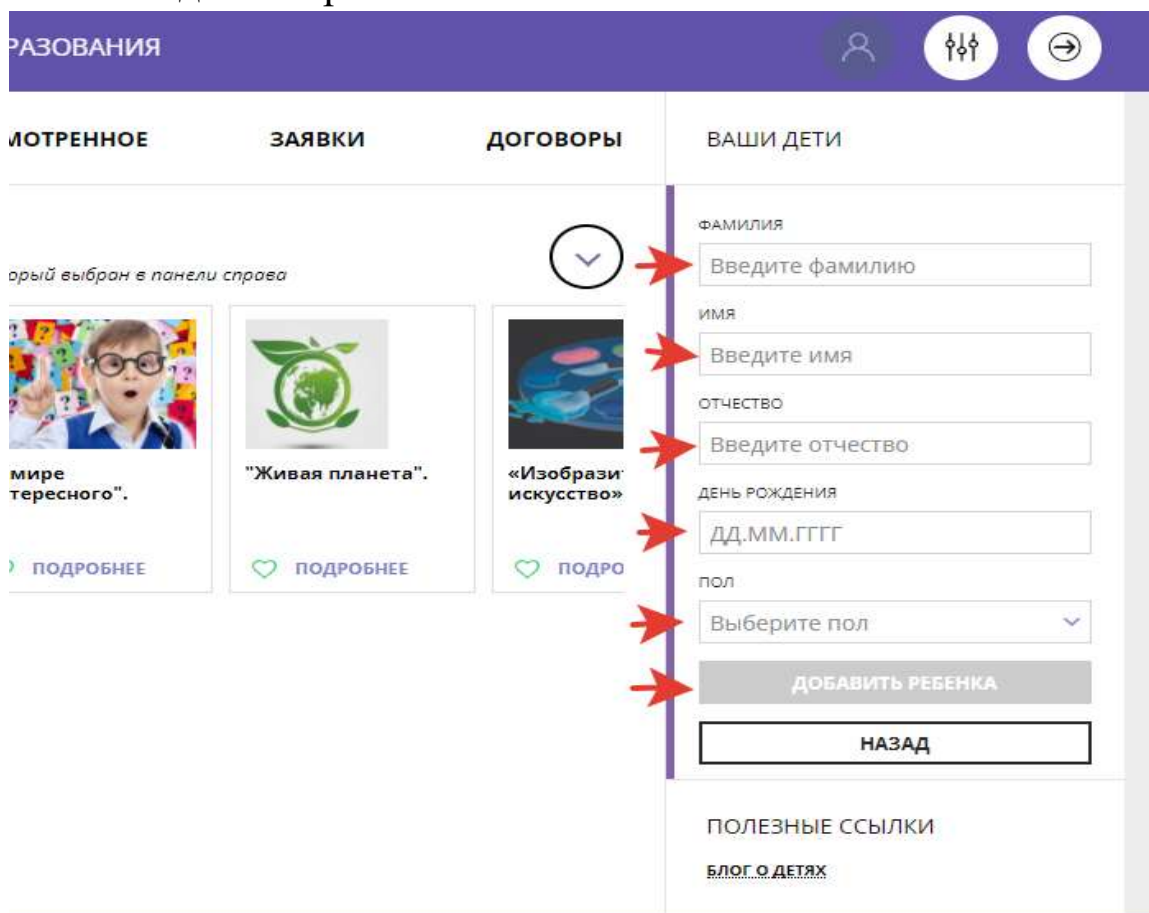 РАЗОВАНИЯ
МОТРЕННОЕ ЗАЯВКИ ДОГОВОРЫ
ВАШИ ДЕТИ
орый выбран в панели справа
мире
тересного".
ПОДРОБНЕЕ
"Живая планета".
ПОДРОБНЕЕ
«Изобрази
искусство»
ПОДРО
ФАМИЛИЯ
Введите фамилию
ИМЯ
Введите имя
ОТЧЕСТВО
Введите отчество
ДЕНЬ РОЖДЕНИЯ
ДД.ММ.ГГГГ
ПОЛ
Выберите пол
ДОБАВИТЬ РЕБЕНКА
НАЗАД
ПОЛЕЗНЫЕ ССЫЛКИ
БЛОГ О ДЕТЯХ